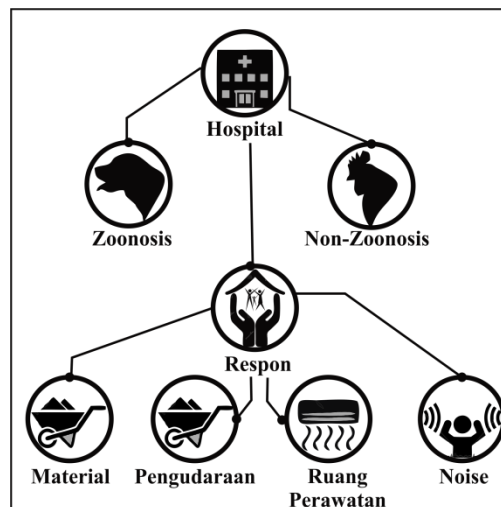 Hospital
Zoonosis
Non-Zoonosis
Respon
Material
Pengudaraan
Ruang
Perawatan
Noise